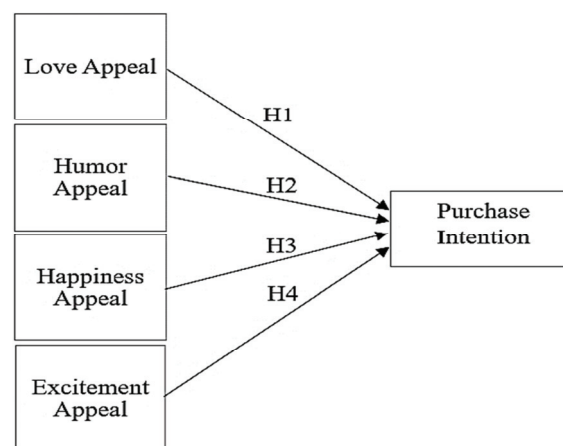 Love Appeal
H1
Humor
Appeal
H2
Purchase
Intention
Happiness
Appeal
H3
H4
Excitement
Appeal